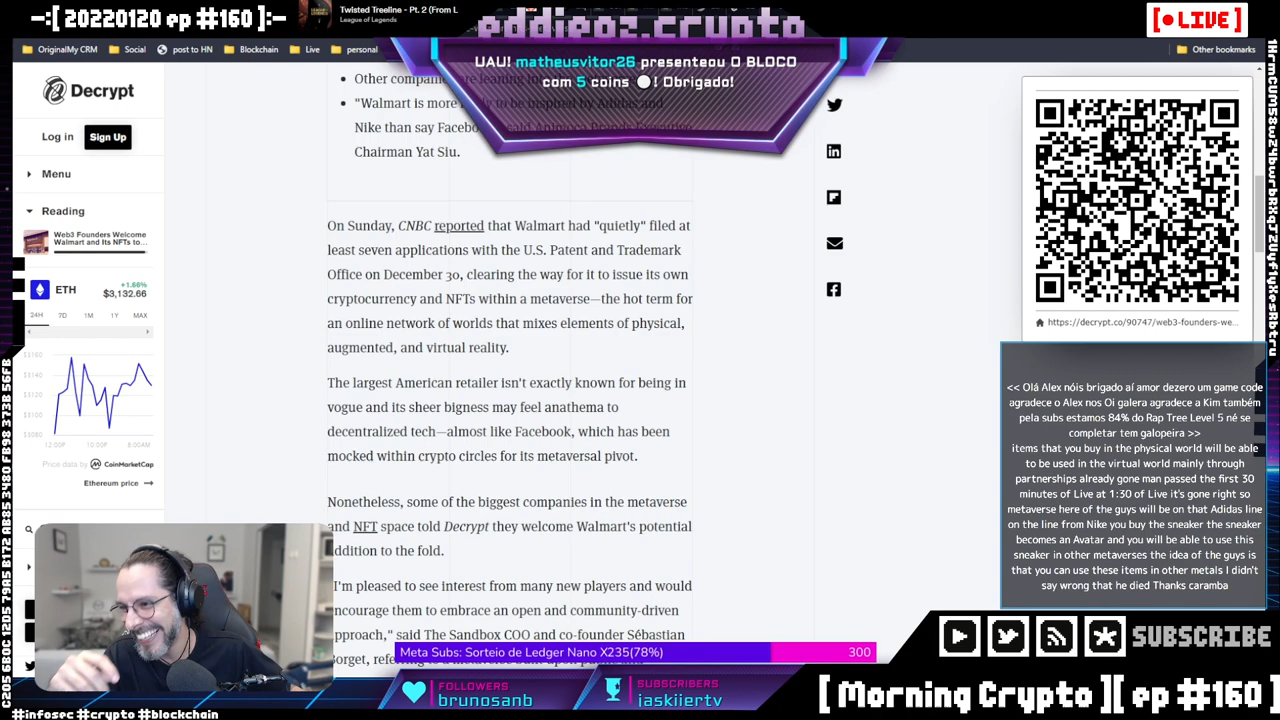 -:[ 20220120 ep #160 ]:-
Twisted Treeline - Pt. 2 (From L
League of Legends
eddieoz.crypto
[● LIVE]
OriginalMy CRM
Social
post to HN
Blockchain
Live
personal
Other bookmarks
UAU! matheusvitor26 presenteou O BLOCO
com 5 coins ! Obrigado!
Decrypt
Log in
Sign Up
Menu
Reading
Web3 Founders Welcome
Walmart and Its NFTs to...
ETH
+1.66%
$3,132.66
24H 7D 1M 1Y MAX
$3160
$3140
$3120
$3100
$3080
12:00P 10:00P 8:00AM
Price data by CoinMarketCap
Ethereum price
Other compani
"Walmart is more
Nike than say Facebo
Chairman Yat Siu.
On Sunday, CNBC reported that Walmart had "quietly" filed at
least seven applications with the U.S. Patent and Trademark
Office on December 30, clearing the way for it to issue its own
cryptocurrency and NFTs within a metaverse—the hot term for
an online network of worlds that mixes elements of physical,
augmented, and virtual reality.
The largest American retailer isn't exactly known for being in
vogue and its sheer bigness may feel anathema to
decentralized tech—almost like Facebook, which has been
mocked within crypto circles for its metaversal pivot.
Nonetheless, some of the biggest companies in the metaverse
and NFT space told Decrypt they welcome Walmart's potential
ddition to the fold.
I'm pleased to see interest from many new players and would
ncourage them to embrace an open and community-driven
pproach," said The Sandbox COO and co-founder Sébastian
https://decrypt.co/90747/web3-founders-we...
<< Olá Alex nóis brigado aí amor dezero um game code
agradece o Alex nos Oi galera agradece a Kim também
pela subs estamos 84% do Rap Tree Level 5 né se
completar tem galopeira >>
items that you buy in the physical world will be able
to be used in the virtual world mainly through
partnerships already gone man passed the first 30
minutes of Live at 1:30 of Live it's gone right so
metaverse here of the guys will be on that Adidas line
on the line from Nike you buy the sneaker the sneaker
becomes an Avatar and you will be able to use this
sneaker in other metaverses the idea of the guys is
that you can use these items in other metals I didn't
say wrong that he died Thanks caramba
SUBSCRIBE
Meta Subs: Sorteio de Ledger Nano X235(78%)
300
FOLLOWERS
brunosanb
SUBSCRIBERS
iaskiiertv
[ Morning Crypto ][ ep #160 ]
#infosec #crypto #blockchain